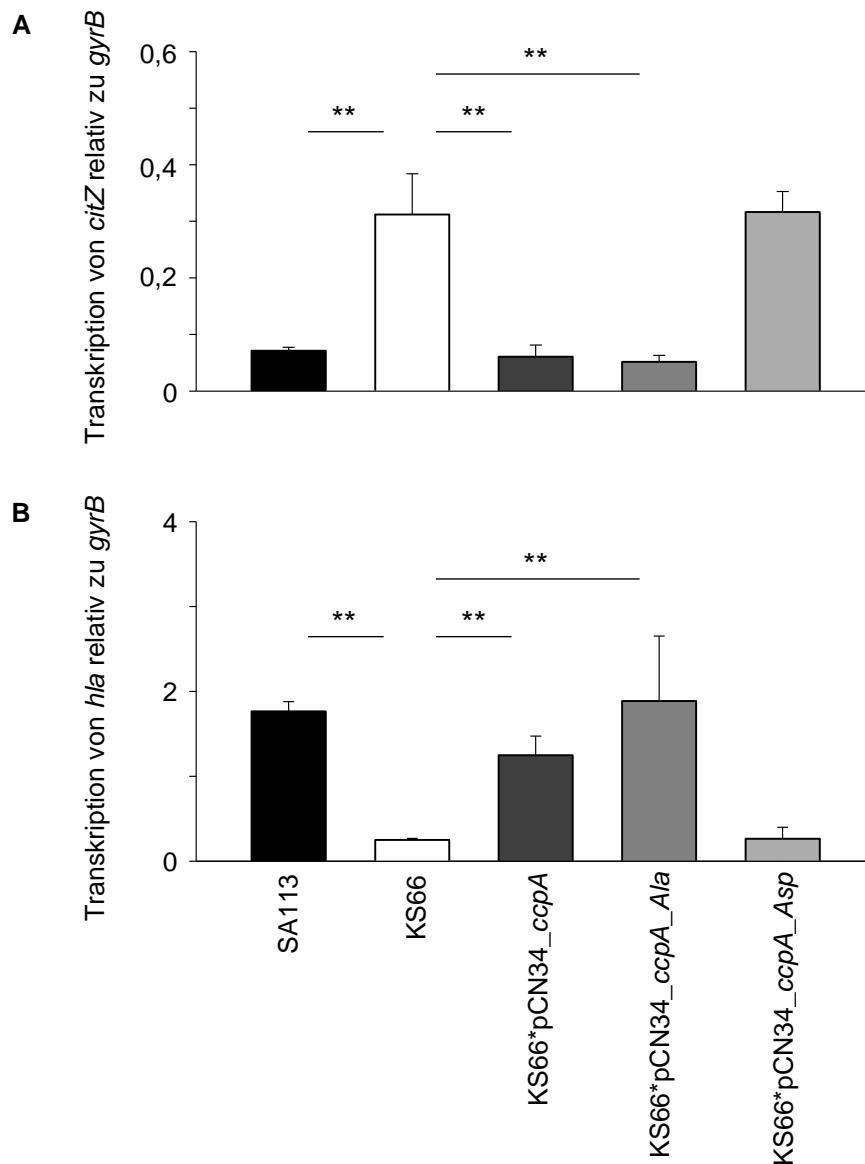 A
Transkription von citZ relativ zu gyrB
0,6
0,4
0,2
0
**
**
**
B
Transkription von hla relativ zu gyrB
4
2
0
**
**
**
SA113
KS66
KS66*pCN34_ccpA
KS66*pCN34_ccpA_Ala
KS66*pCN34_ccpA_Asp